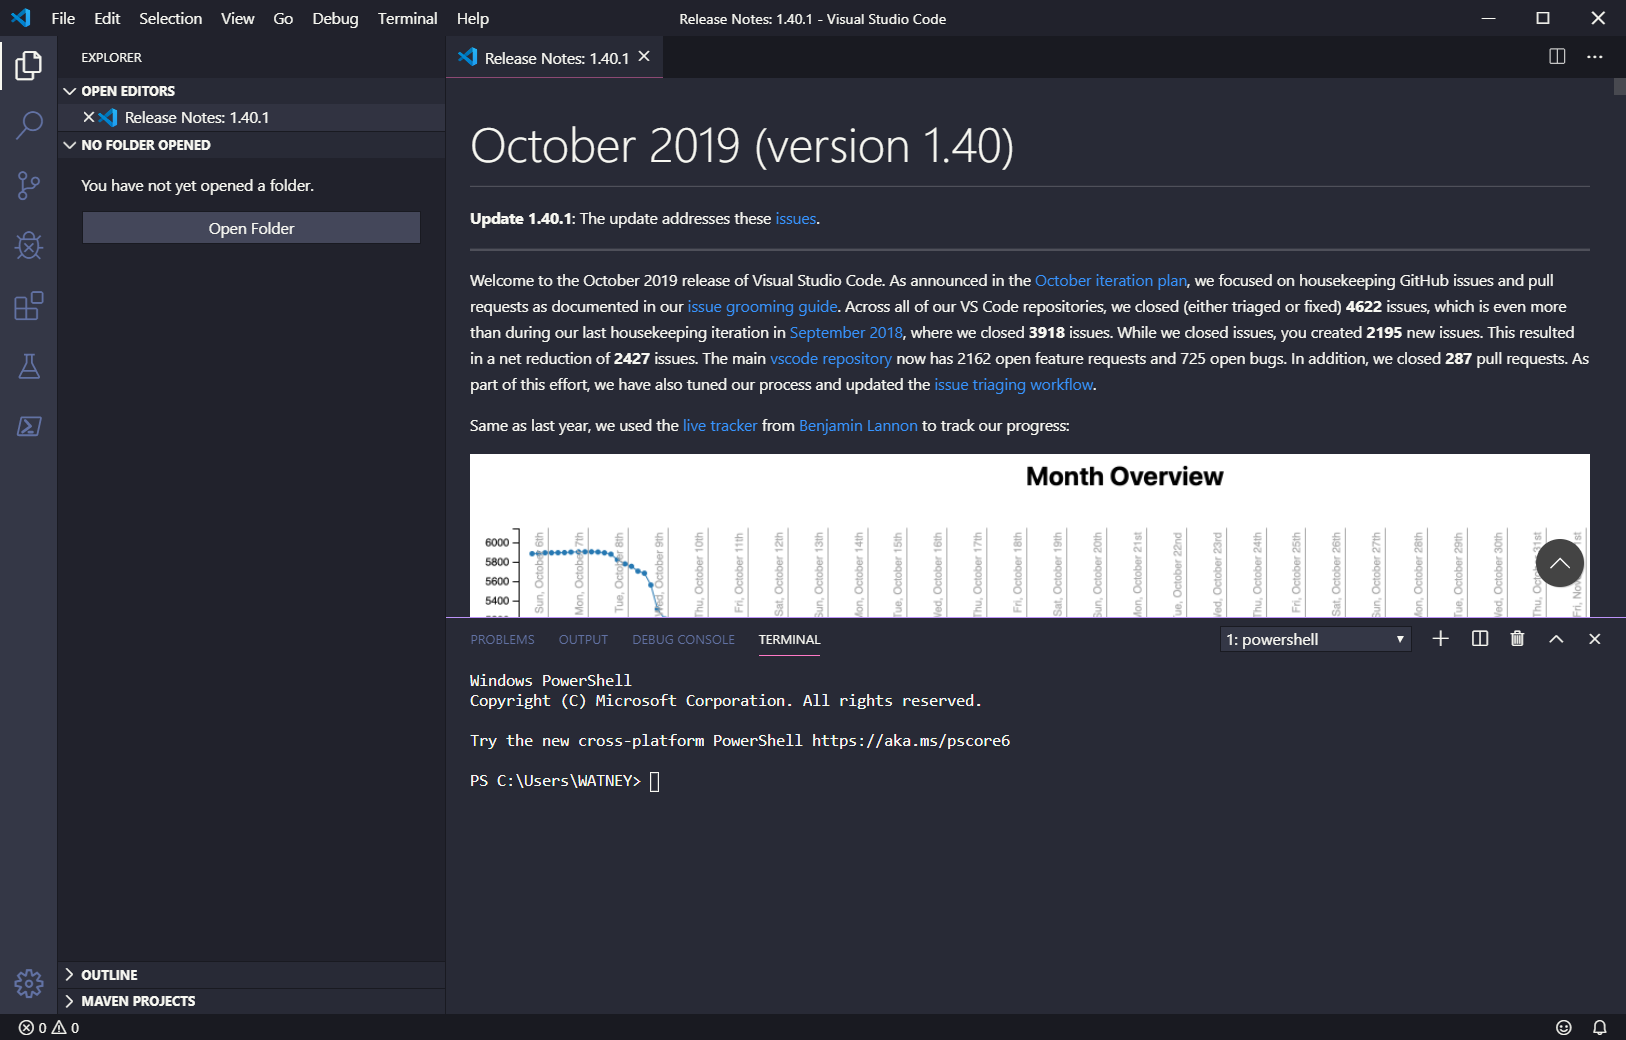 File Edit Selection View Go Debug Terminal Help
Release Notes: 1.40.1 - Visual Studio Code
EXPLORER
OPEN EDITORS
Release Notes: 1.40.1
NO FOLDER OPENED
You have not yet opened a folder.
Open Folder
OUTLINE
MAVEN PROJECTS
Release Notes: 1.40.1
October 2019 (version 1.40)
Update 1.40.1: The update addresses these issues.
Welcome to the October 2019 release of Visual Studio Code. As announced in the October iteration plan, we focused on housekeeping GitHub issues and pull
requests as documented in our issue grooming guide. Across all of our VS Code repositories, we closed (either triaged or fixed) 4622 issues, which is even more
than during our last housekeeping iteration in September 2018, where we closed 3918 issues. While we closed issues, you created 2195 new issues. This resulted
in a net reduction of 2427 issues. The main vscode repository now has 2162 open feature requests and 725 open bugs. In addition, we closed 287 pull requests. As
part of this effort, we have also tuned our process and updated the issue triaging workflow.
Same as last year, we used the live tracker from Benjamin Lannon to track our progress:
Month Overview
6000
5800
5600
5400
Sun, October 6th
Mon, October 7th
Tue, October 8th
Wed, October 9th
Thu, October 10th
Fri, October 11th
Sat, October 12th
Sun, October 13th
Mon, October 14th
Tue, October 15th
Wed, October 16th
Thu, October 17th
Fri, October 18th
Sat, October 19th
Sun, October 20th
Mon, October 21st
Tue, October 22nd
Wed, October 23rd
Thu, October 24th
Fri, October 25th
Sat, October 26th
Sun, October 27th
Mon, October 28th
Tue, October 29th
Wed, October 30th
Thu, October 31st
PROBLEMS OUTPUT DEBUG CONSOLE TERMINAL
1: powershell
Windows PowerShell
Copyright (C) Microsoft Corporation. All rights reserved.
Try the new cross-platform PowerShell https://aka.ms/pscore6
PS C:\Users\WATNEY>
0 0